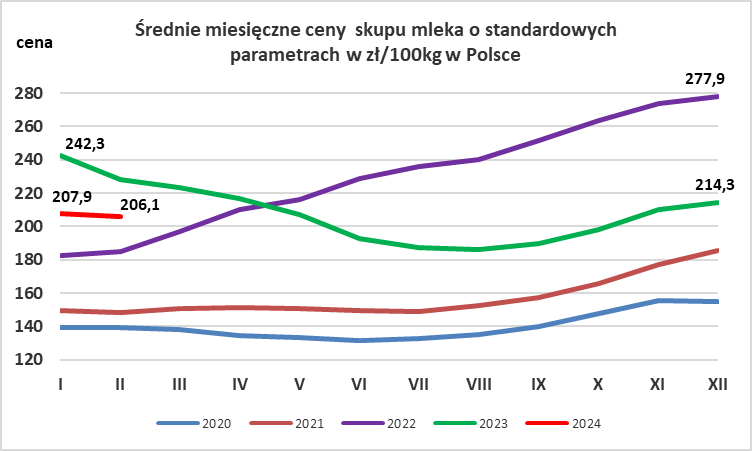 Średnie miesięczne ceny skupu mleka o standardowych
parametrach w zł/100kg w Polsce
cena
277,9
280
260
242,3
240
220
214,3
207,9
206,1
200
180
160
140
120
I II III IV V VI VII VIII IX X XI XII
2020 2021 2022 2023 2024